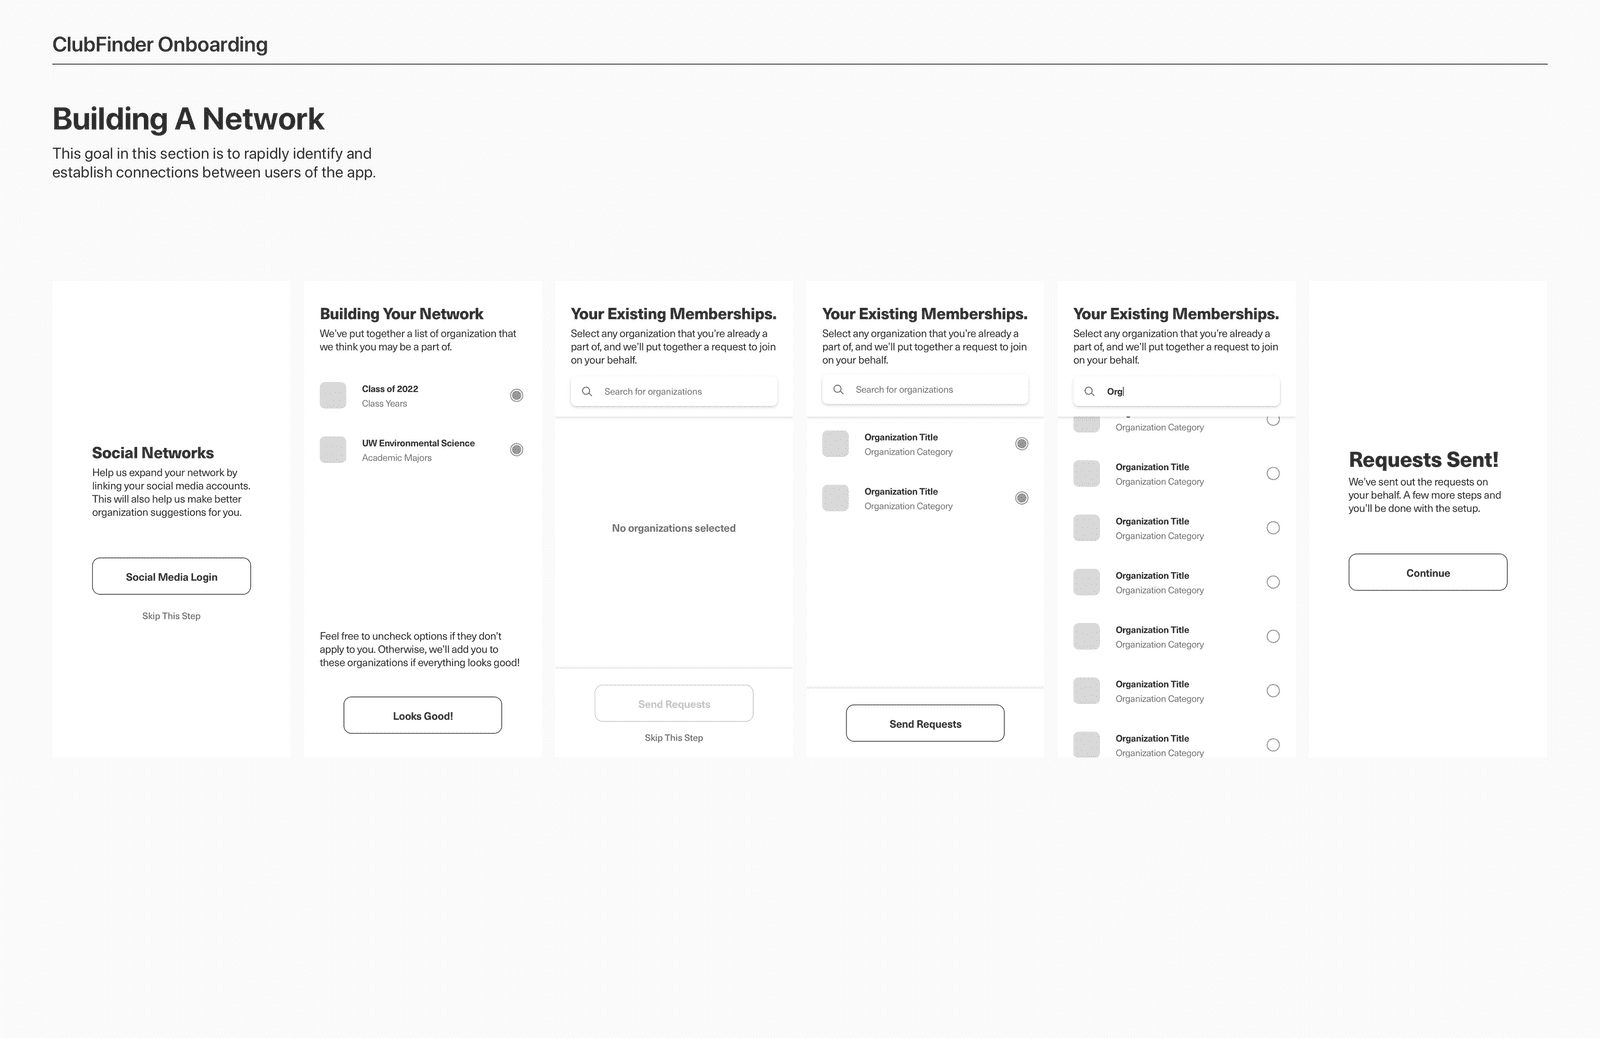 ClubFinder Onboarding
Building A Network
This goal in this section is to rapidly identify and
establish connections between users of the app.
Social Networks
Help us expand your network by
linking your social media accounts.
This will also help us make better
organization suggestions for you.
Social Media Login
Skip This Step
Building Your Network
We've put together a list of organization that
we think you may be a part of.
Class of 2022
Class Years
UW Environmental Science
Academic Majors
Feel free to uncheck options if they don't
apply to you. Otherwise, we'll add you to
these organizations if everything looks good!
Looks Good!
Your Existing Memberships.
Select any organization that you're already a
part of, and we'll put together a request to join
on your behalf.
Search for organizations
No organizations selected
Send Requests
Skip This Step
Your Existing Memberships.
Select any organization that you're already a
part of, and we'll put together a request to join
on your behalf.
Search for organizations
Organization Title
Organization Category
Organization Title
Organization Category
Send Requests
Your Existing Memberships.
Select any organization that you're already a
part of, and we'll put together a request to join
on your behalf.
Org
Organization Category
Organization Title
Organization Category
Organization Title
Organization Category
Organization Title
Organization Category
Organization Title
Organization Category
Organization Title
Organization Category
Organization Title
Organization Category
Requests Sent!
We've sent out the requests on
your behalf. A few more steps and
you'll be done with the setup.
Continue